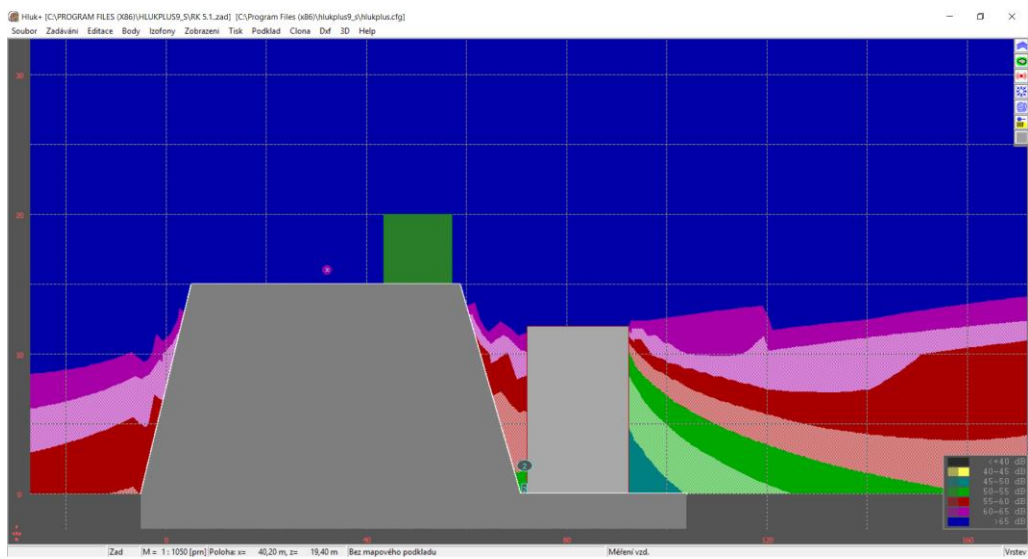 Hluk+ [C:\PROGRAM FILES (X86)\HLUKPLUS9_S\RK 5.1..zad] [C:\Program Files (x86)\hlukplus9_s\hlukplus.cfg]
Soubor Zadávání Editace Body Izofony Zobrazení Tisk Podklad Clona Dxf 3D Help
30
20
X
10
2
0
<+40 dB
40-45 dB
45-50 dB
50-55 dB
55-60 dB
60-65 dB
>65 dB
0 40 80 120 160
Zad M = 1 : 1050 [prn] Poloha: x= 40,20 m, z= 19,40 m Bez mapového podkladu Měření vzd. Vrstev